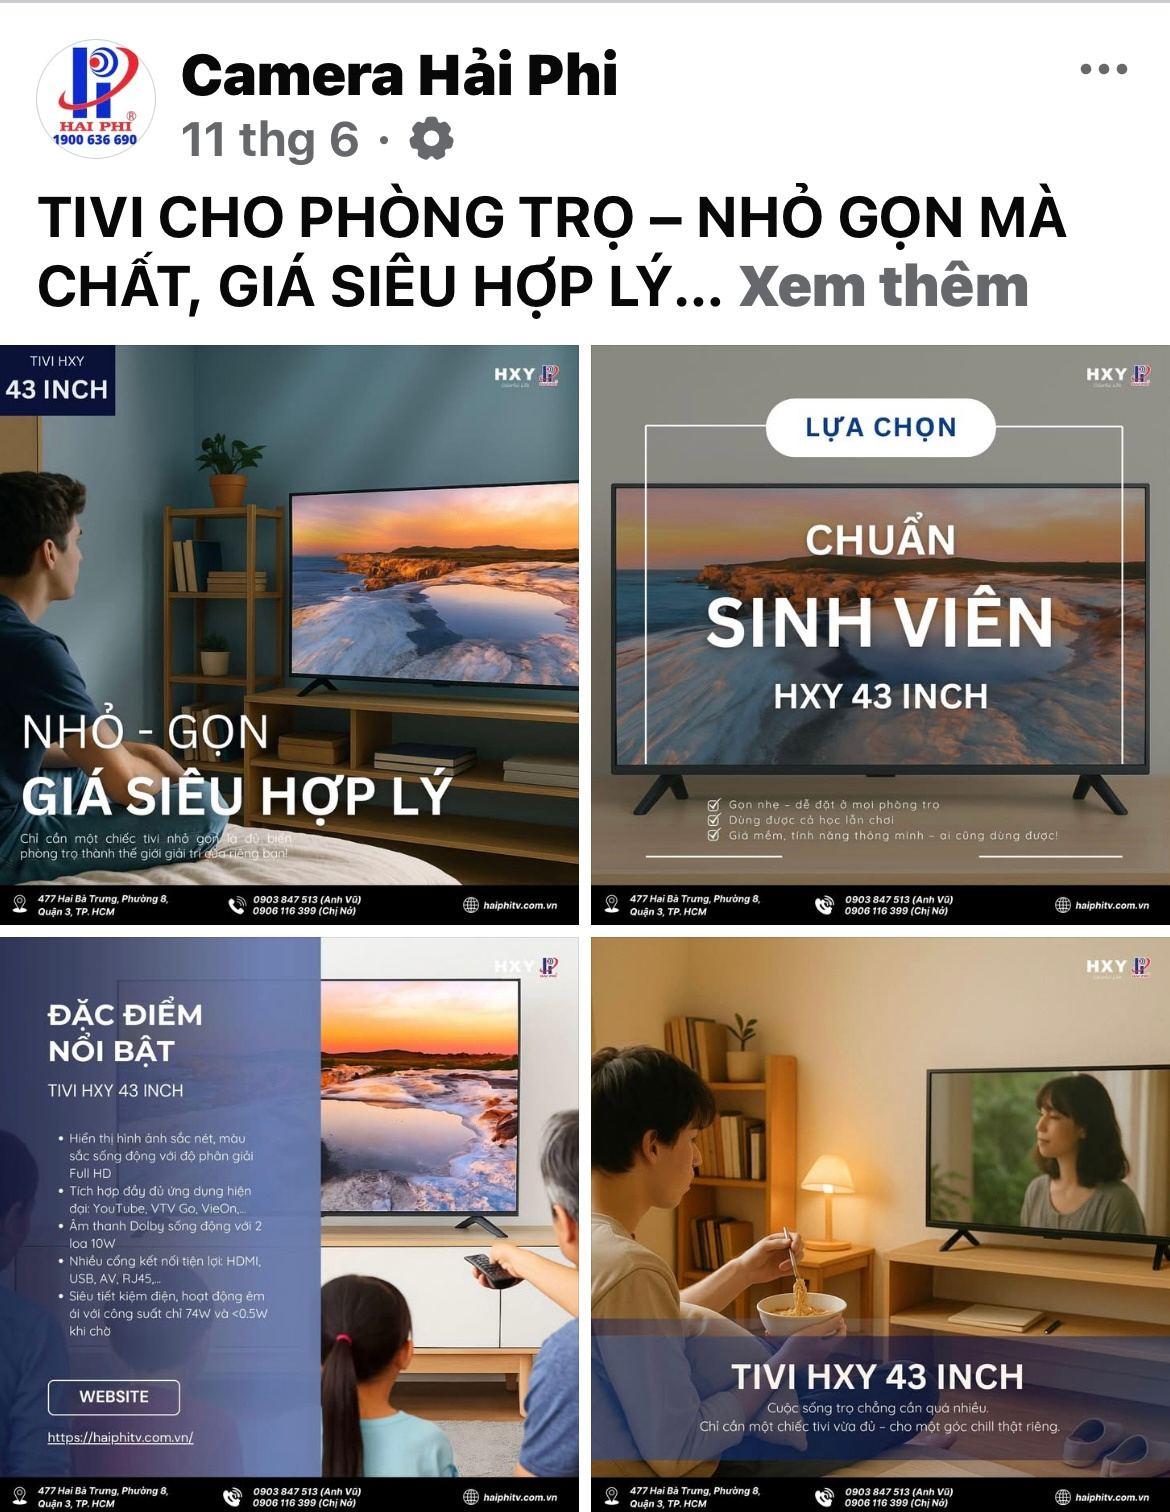 HAI PHI
®
1900 636 690
Camera Hải Phi
11 thg 6 ·
TIVI CHO PHÒNG TRỌ – NHỎ GỌN MÀ
CHẤT, GIÁ SIÊU HỢP LÝ... Xem thêm
TIVI HXY
43 INCH
HXY
NHỎ - GỌN
GIÁ SIÊU HỢP LÝ
Chỉ cần một chiếc tivi nhỏ gọn là đủ biến
phòng trọ thành thế giới giải trí của riêng bạn!
477 Hai Bà Trưng, Phường 8,
Quận 3, TP. HCM
0903 847 513 (Anh Vũ)
0906 116 399 (Chị Nở)
haiphitv.com.vn
HXY
LỰA CHỌN
CHUẨN
SINH VIÊN
HXY 43 INCH
Gọn nhẹ – dễ đặt ở mọi phòng trọ
Dùng được cả học lẫn chơi
Giá mềm, tính năng thông minh – ai cũng dùng được!
477 Hai Bà Trưng, Phường 8,
Quận 3, TP. HCM
0903 847 513 (Anh Vũ)
0906 116 399 (Chị Nở)
haiphitv.com.vn
HXY
ĐẶC ĐIỂM
NỔI BẬT
TIVI HXY 43 INCH
• Hiển thị hình ảnh sắc nét, màu
sắc sống động với độ phân giải
Full HD
• Tích hợp đầy đủ ứng dụng hiện
đại: YouTube, VTV Go, VieOn,...
• Âm thanh Dolby sống động với 2
loa 10W
• Nhiều cổng kết nối tiện lợi: HDMI,
USB, AV, RJ45,...
• Siêu tiết kiệm điện, hoạt động êm
ái với công suất chỉ 74W và <0.5W
khi chờ
WEBSITE
https://haiphitv.com.vn/
477 Hai Bà Trưng, Phường 8,
Quận 3, TP. HCM
0903 847 513 (Anh Vũ)
0906 116 399 (Chị Nở)
haiphitv.com.vn
HXY
TIVI HXY 43 INCH
Cuộc sống trọ chẳng cần quá nhiều.
Chỉ cần một chiếc tivi vừa đủ – cho một góc chill thật riêng.
477 Hai Bà Trưng, Phường 8,
Quận 3, TP. HCM
0903 847 513 (Anh Vũ)
0906 116 399 (Chị Nở)
haiphitv.com.vn